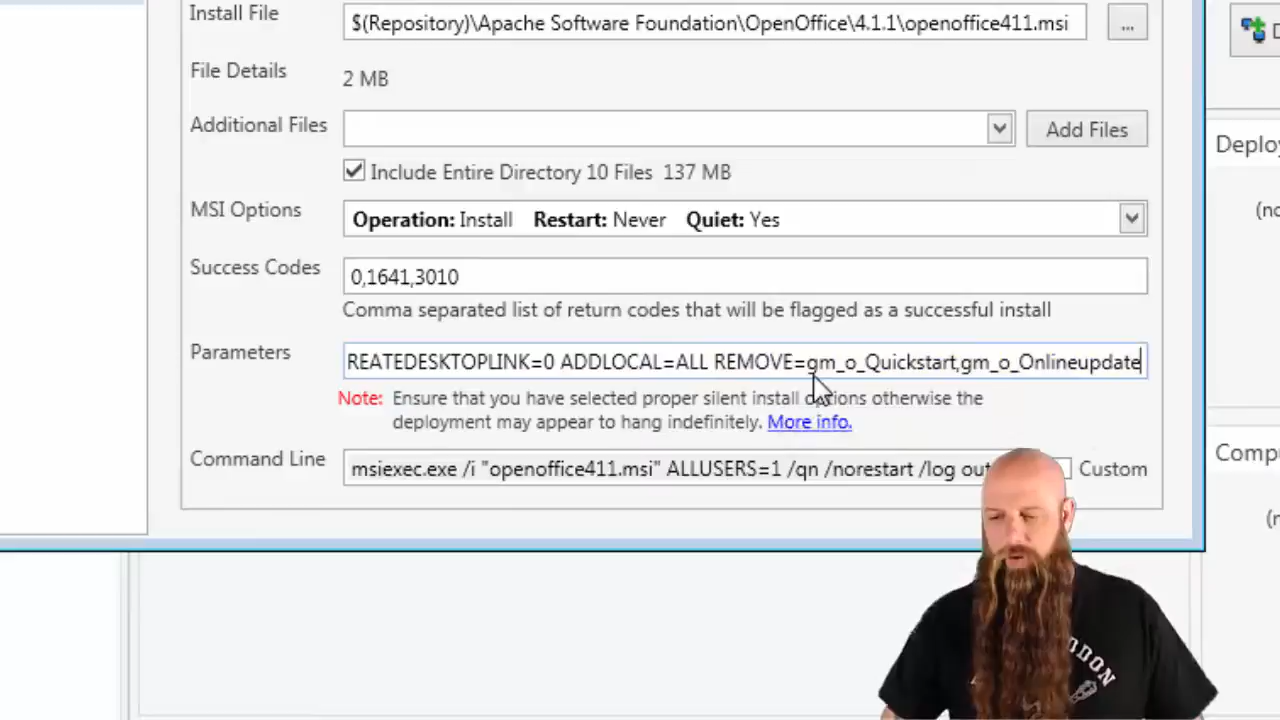 Install File
$(Repository)\Apache Software Foundation\OpenOffice\4.1.1\openoffice411.msi
...
File Details
2 MB
Additional Files
Add Files
Include Entire Directory 10 Files 137 MB
MSI Options
Operation: Install Restart: Never Quiet: Yes
Success Codes
0,1641,3010
Comma separated list of return codes that will be flagged as a successful install
Parameters
REATEDESKTOPLINK=0 ADDLOCAL=ALL REMOVE=gm_o_Quickstart,gm_o_Onlineupdate
Note: Ensure that you have selected proper silent install options otherwise the
deployment may appear to hang indefinitely. More info.
Command Line
msiexec.exe /i "openoffice411.msi" ALLUSERS=1 /qn /norestart /log out
Custom
Deploy